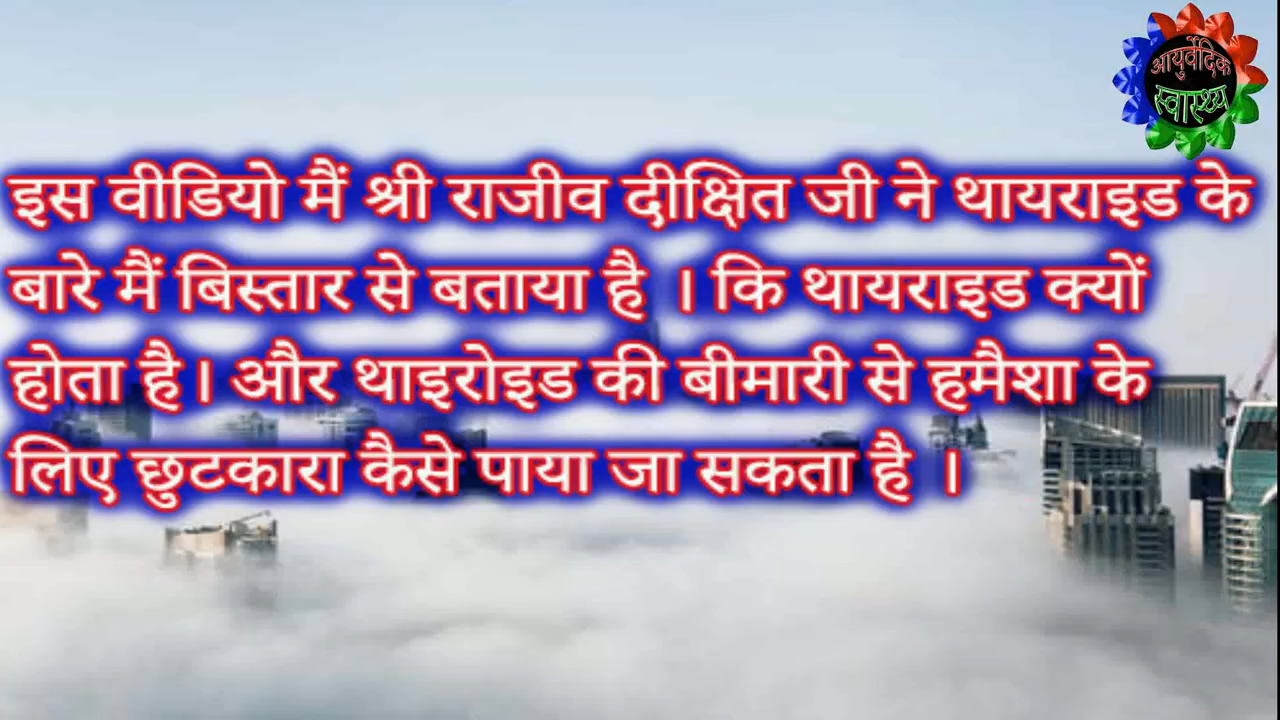 आयुर्वेदिक
स्वास्थ्य
इस वीडियो मैं श्री राजीव दीक्षित जी ने थायराइड के
बारे मैं बिस्तार से बताया है । कि थायराइड क्यों
होता है। और थाइरोइड की बीमारी से हमैशा के
लिए छुटकारा कैसे पाया जा सकता है ।